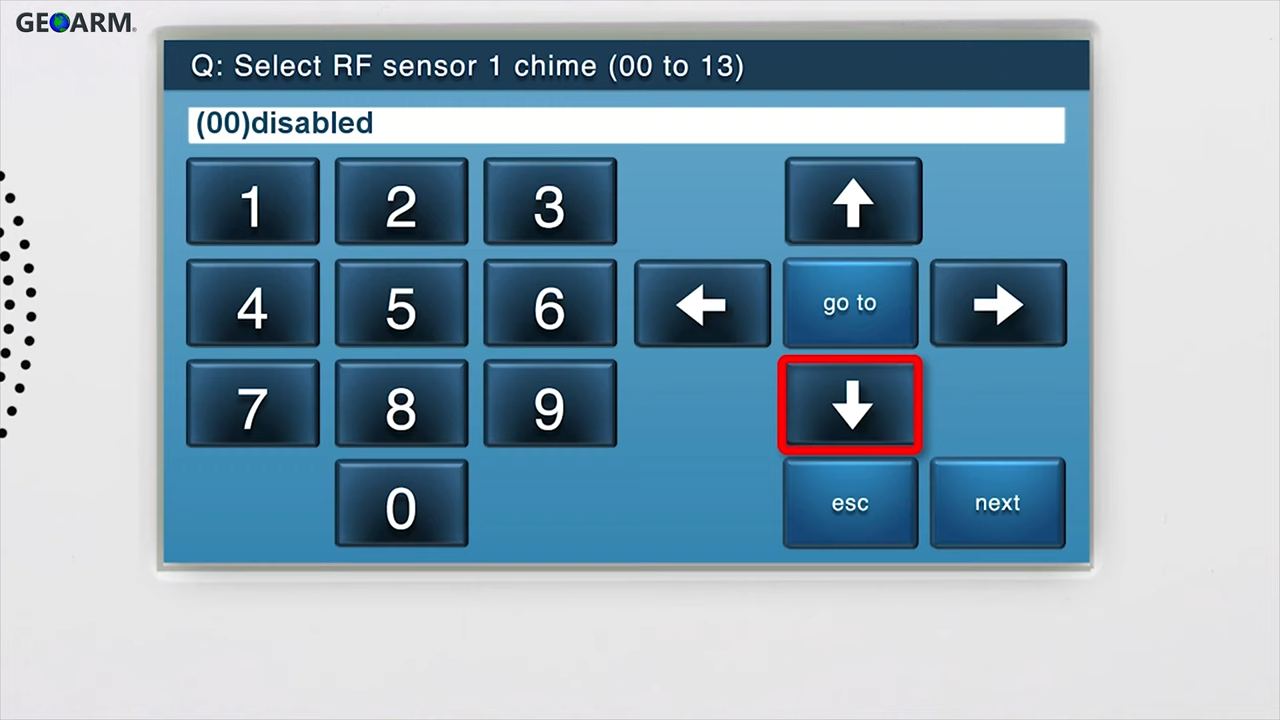 GEOARM
Q: Select RF sensor 1 chime (00 to 13)
(00)disabled
1 2 3
4 5 6 go to
7 8 9
0 esc next